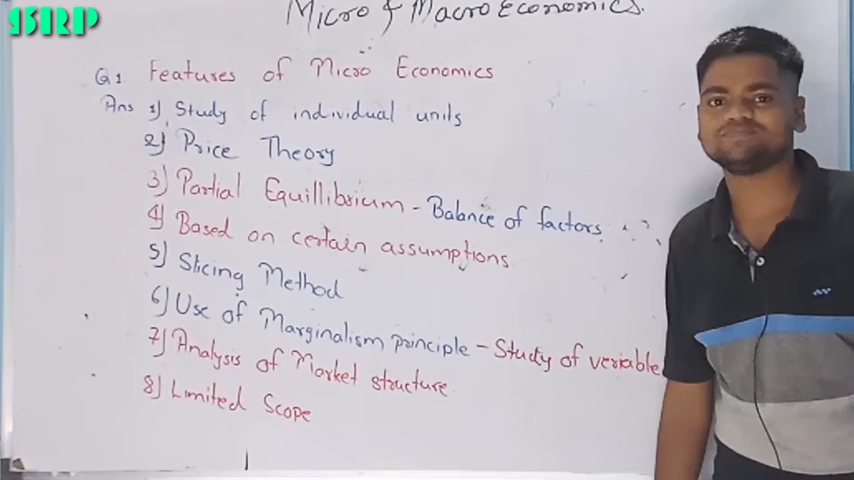 BRP
Micro & Macro Economics.
Q1 Features of Micro Economics
Ans 1) Study of individual units
2) Price Theory
3) Partial Equillibrium - Balance of factors
4) Based on certain assumptions
5) Slicing Method
6) Use of Marginalism principle - Study of veriable
7) Analysis of Market structure
8) Limited Scope